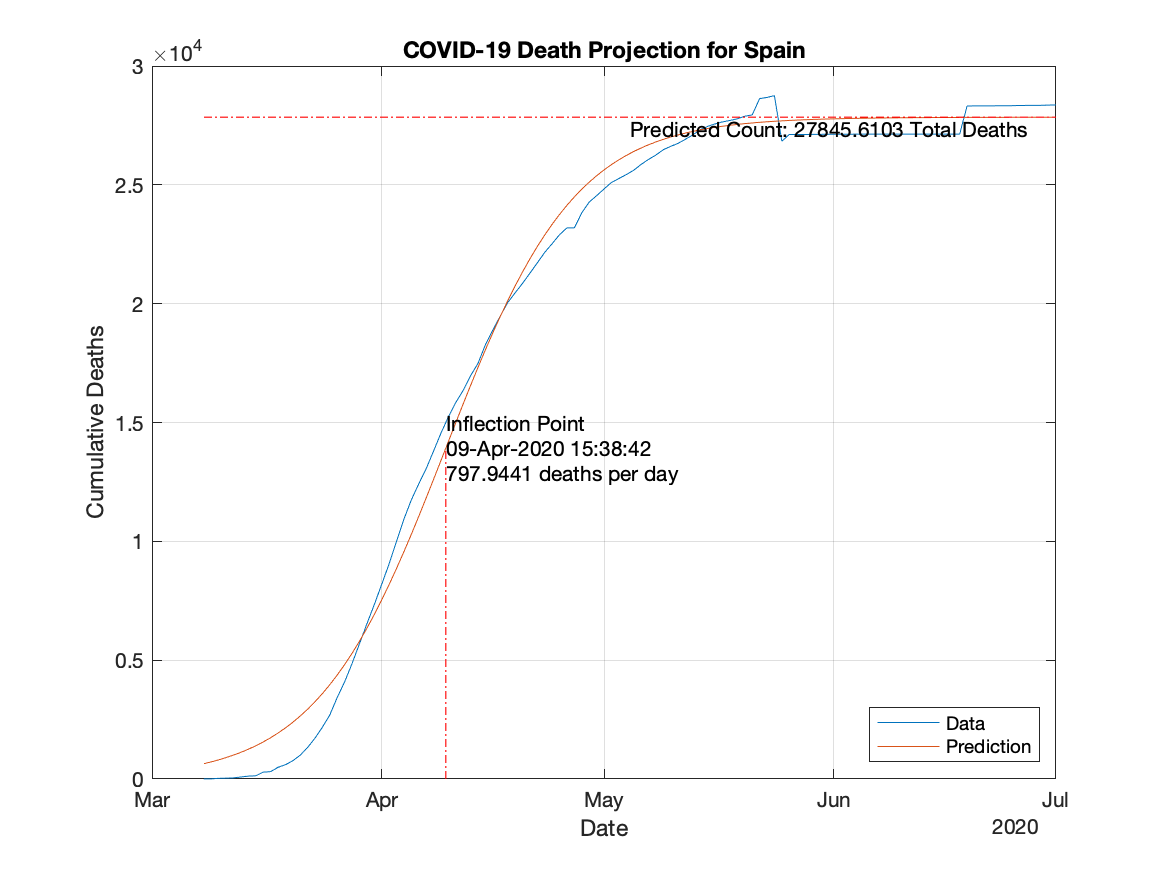 COVID-19 Death Projection for Spain
×10⁴
3
2.5
2
1.5
1
0.5
0
Cumulative Deaths
Predicted Count: 27845.6103 Total Deaths
Inflection Point
09-Apr-2020 15:38:42
797.9441 deaths per day
Data
Prediction
Mar Apr May Jun Jul
Date
2020